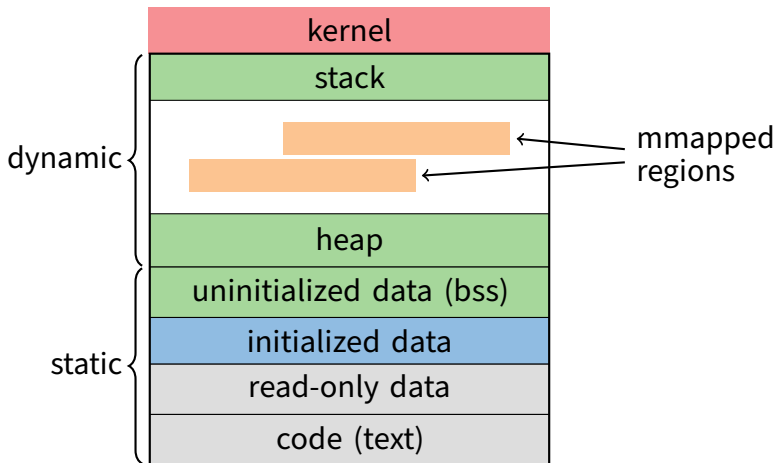 kernel
stack
dynamic
mmapped
regions
heap
uninitialized data (bss)
initialized data
static
read-only data
code (text)